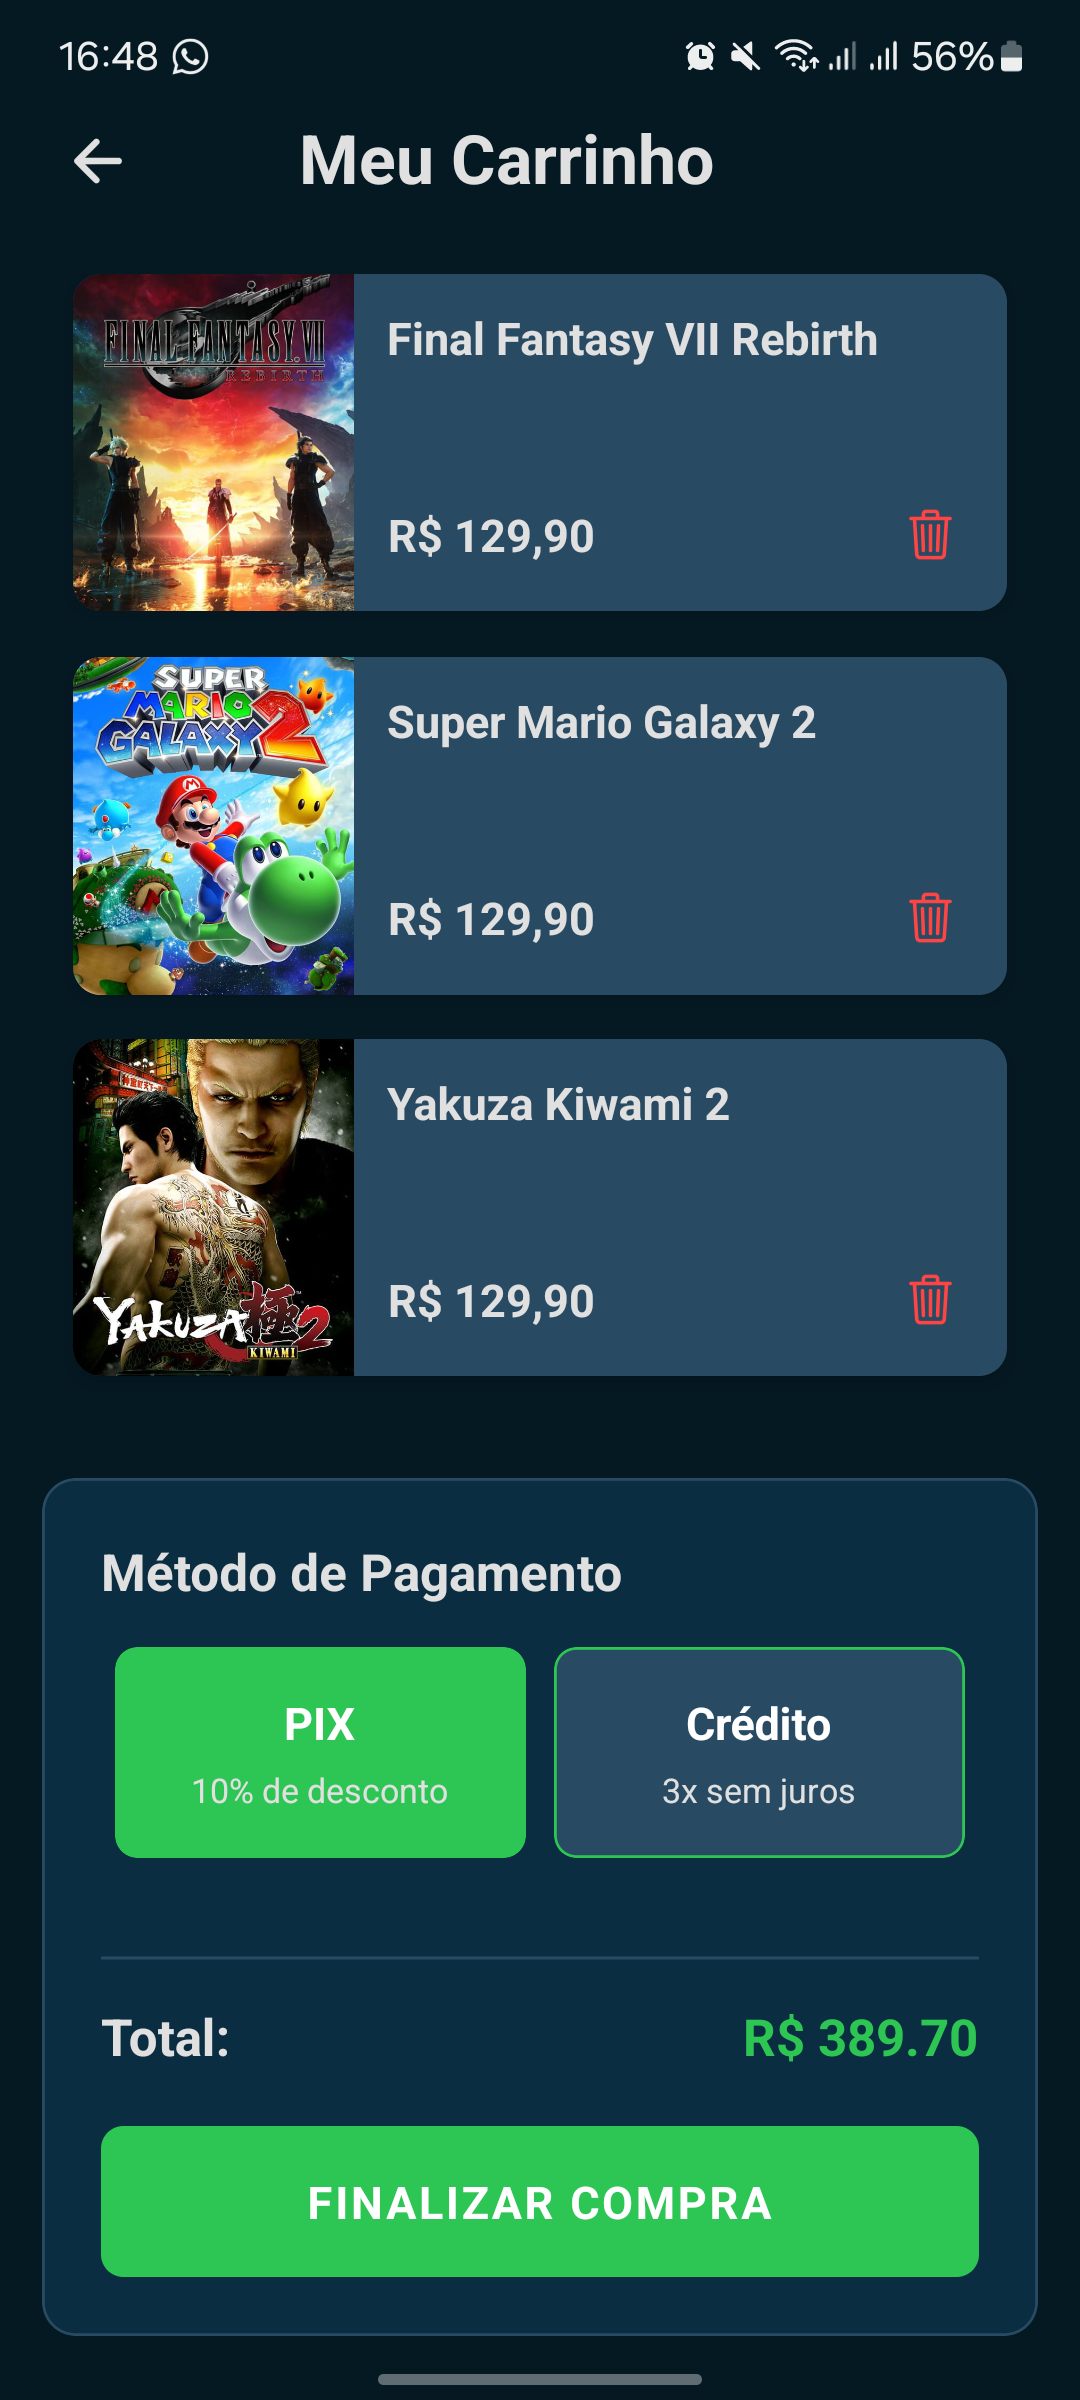 16:48 56%
Meu Carrinho
FINAL FANTASY VII
REBIRTH
Final Fantasy VII Rebirth
R$ 129,90
SUPER
MARIO
GALAXY 2
Super Mario Galaxy 2
R$ 129,90
Yakuza Kiwami 2
YAKUZA 極 2
KIWAMI
R$ 129,90
Método de Pagamento
PIX
10% de desconto
Crédito
3x sem juros
Total:
R$ 389.70
FINALIZAR COMPRA